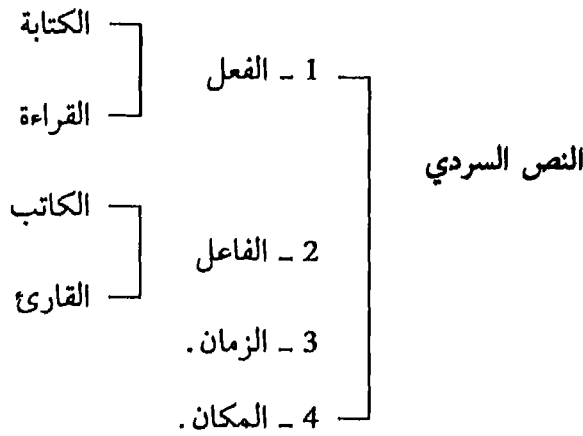 النص السردي
1 - الفعل
الكتابة
القراءة
2 - الفاعل
الكاتب
القارئ
3 - الزمان.
4 - المكان.